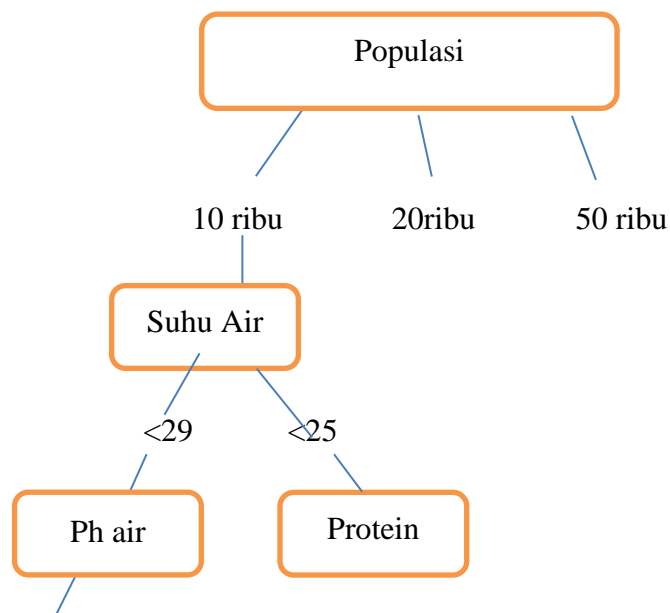 Populasi
10 ribu
20ribu
50 ribu
Suhu Air
<29
<25
Ph air
Protein